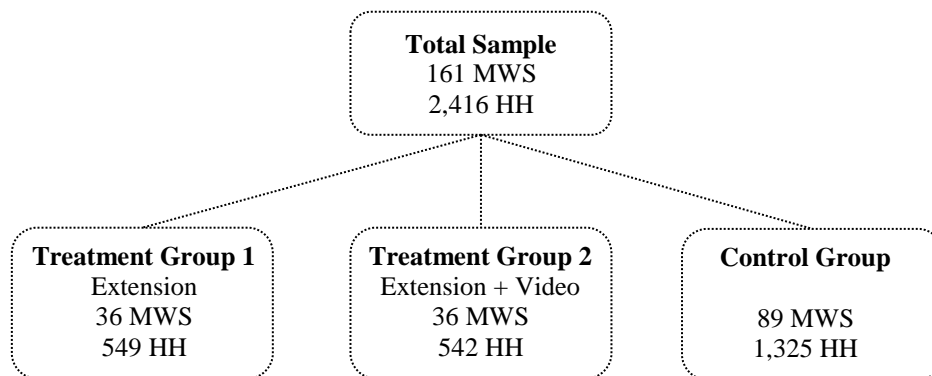 Total Sample
161 MWS
2,416 HH
Treatment Group 1
Extension
36 MWS
549 HH
Treatment Group 2
Extension + Video
36 MWS
542 HH
Control Group
89 MWS
1,325 HH